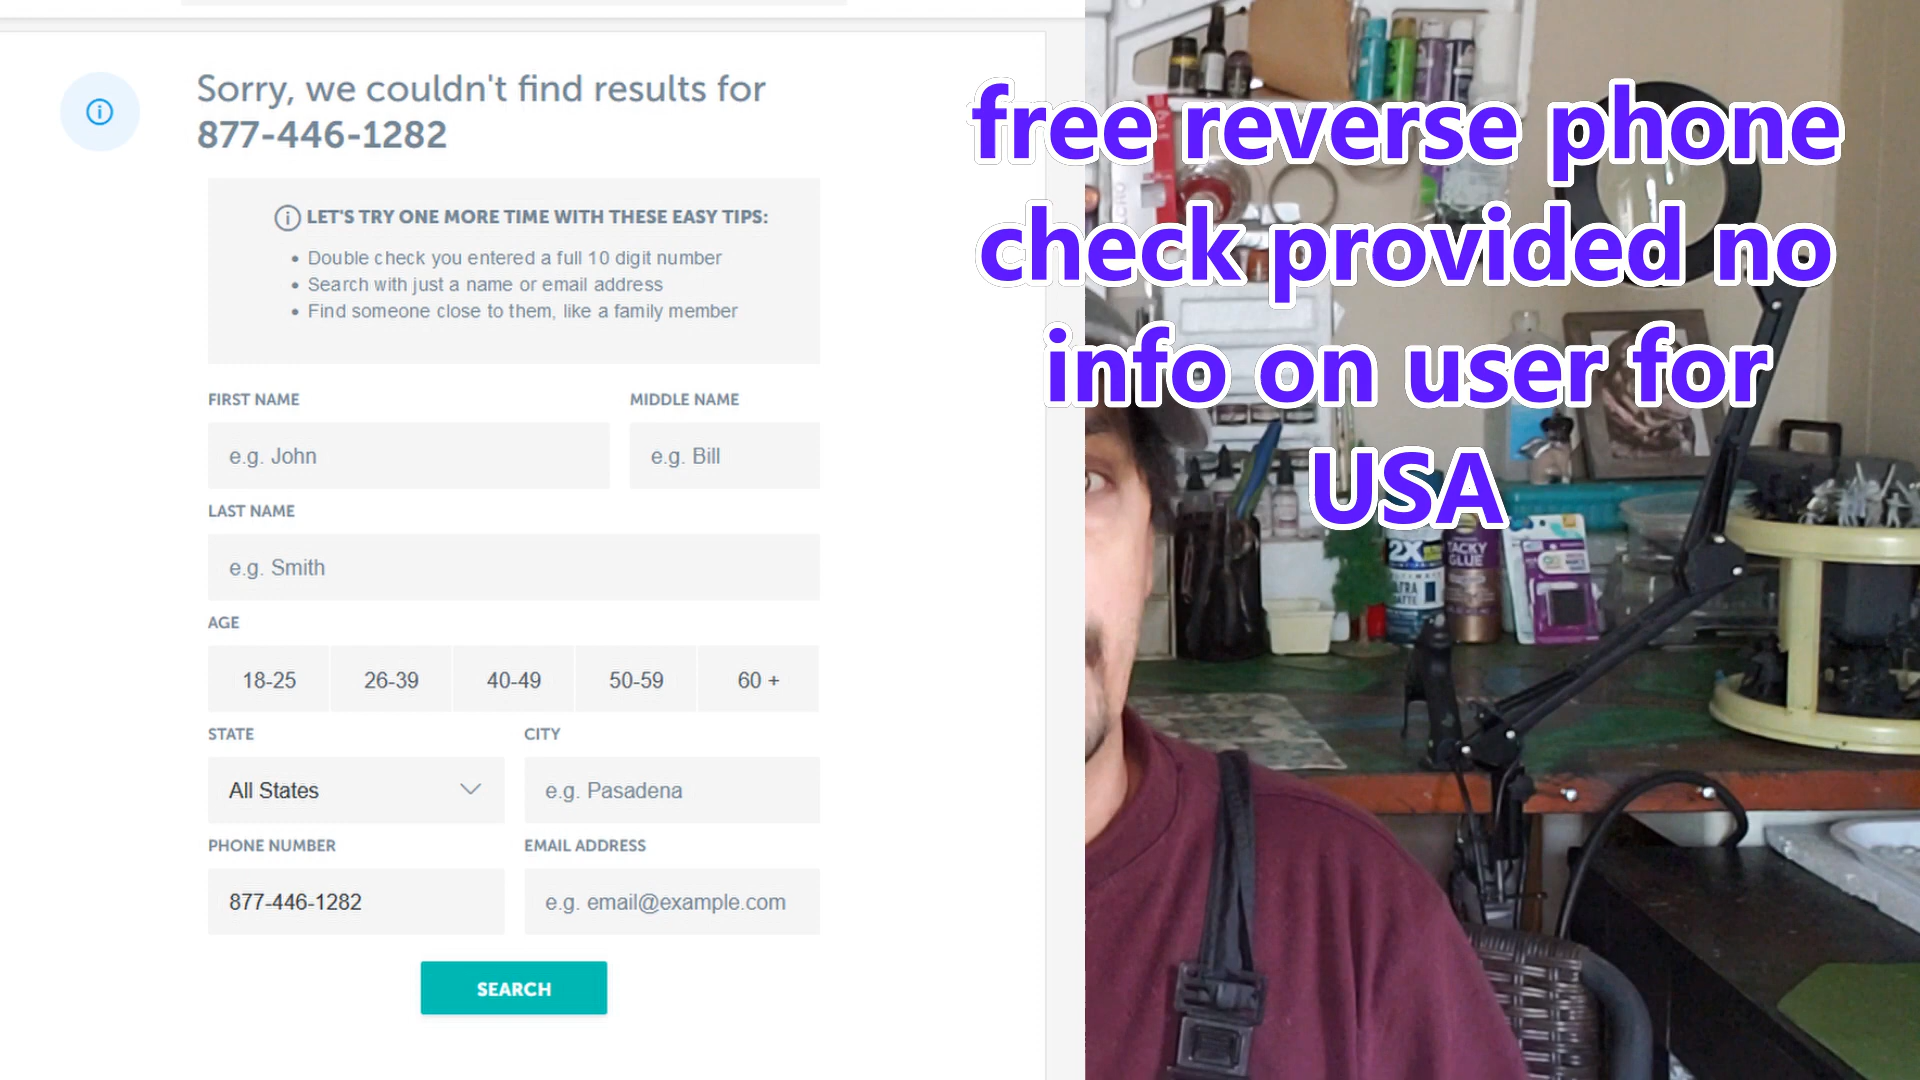 Sorry, we couldn't find results for
877-446-1282
LET'S TRY ONE MORE TIME WITH THESE EASY TIPS:
• Double check you entered a full 10 digit number
• Search with just a name or email address
• Find someone close to them, like a family member
FIRST NAME
MIDDLE NAME
e.g. John
e.g. Bill
LAST NAME
e.g. Smith
AGE
18-25
26-39
40-49
50-59
60 +
STATE
CITY
All States
e.g. Pasadena
PHONE NUMBER
EMAIL ADDRESS
877-446-1282
e.g. email@example.com
SEARCH
free reverse phone
check provided no
info on user for
USA
2X
TACKY
GLUE